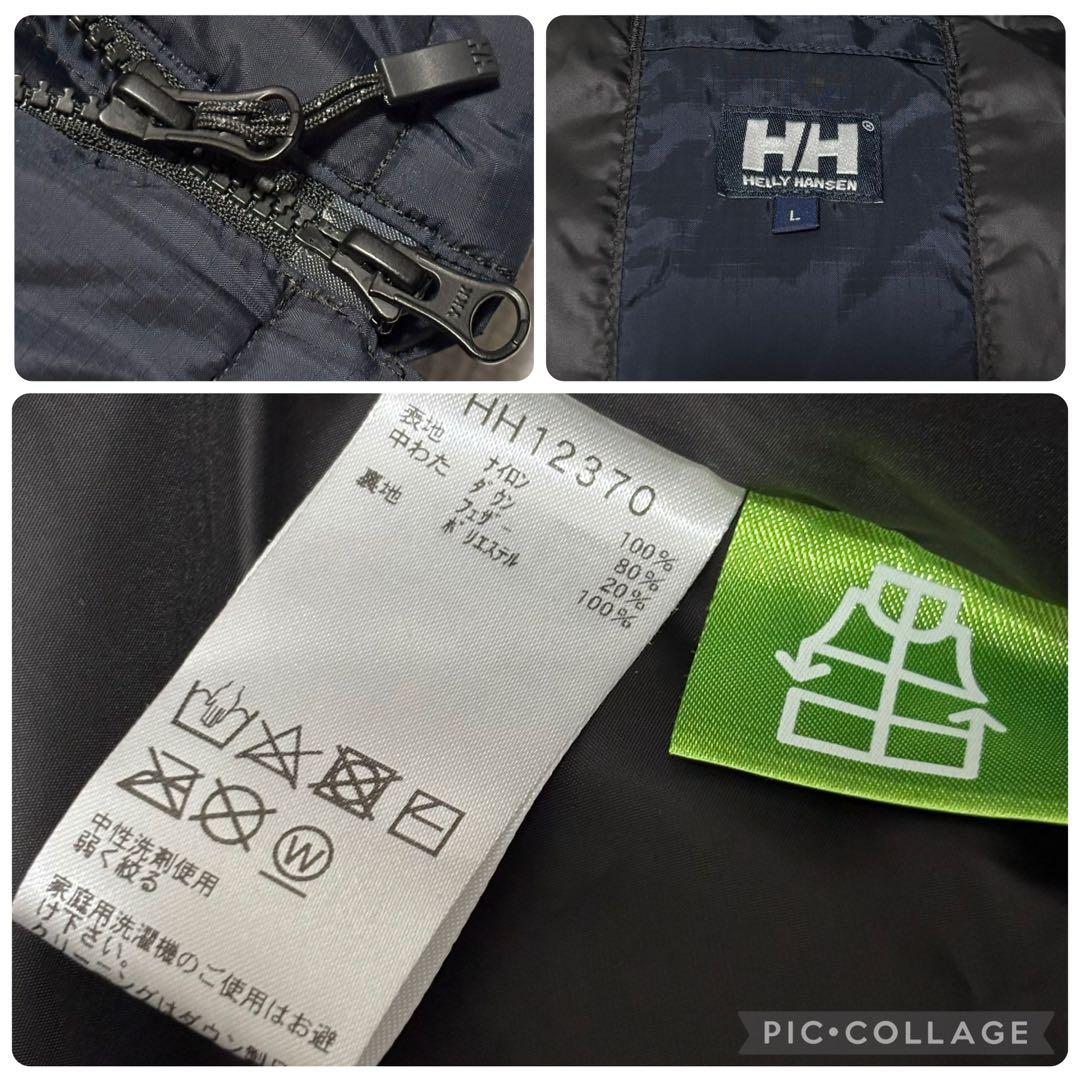 HH
YKK
HH®
HELLY HANSEN
L
HH12370
表地 ナイロン 100%
中わた ダウン 80%
フェザー 20%
裏地 ポリエステル 100%
W
中性洗剤使用
弱く絞る
家庭用洗濯機のご使用はお避
け下さい。
クリーニングはダウン製品
PIC•COLLAGE